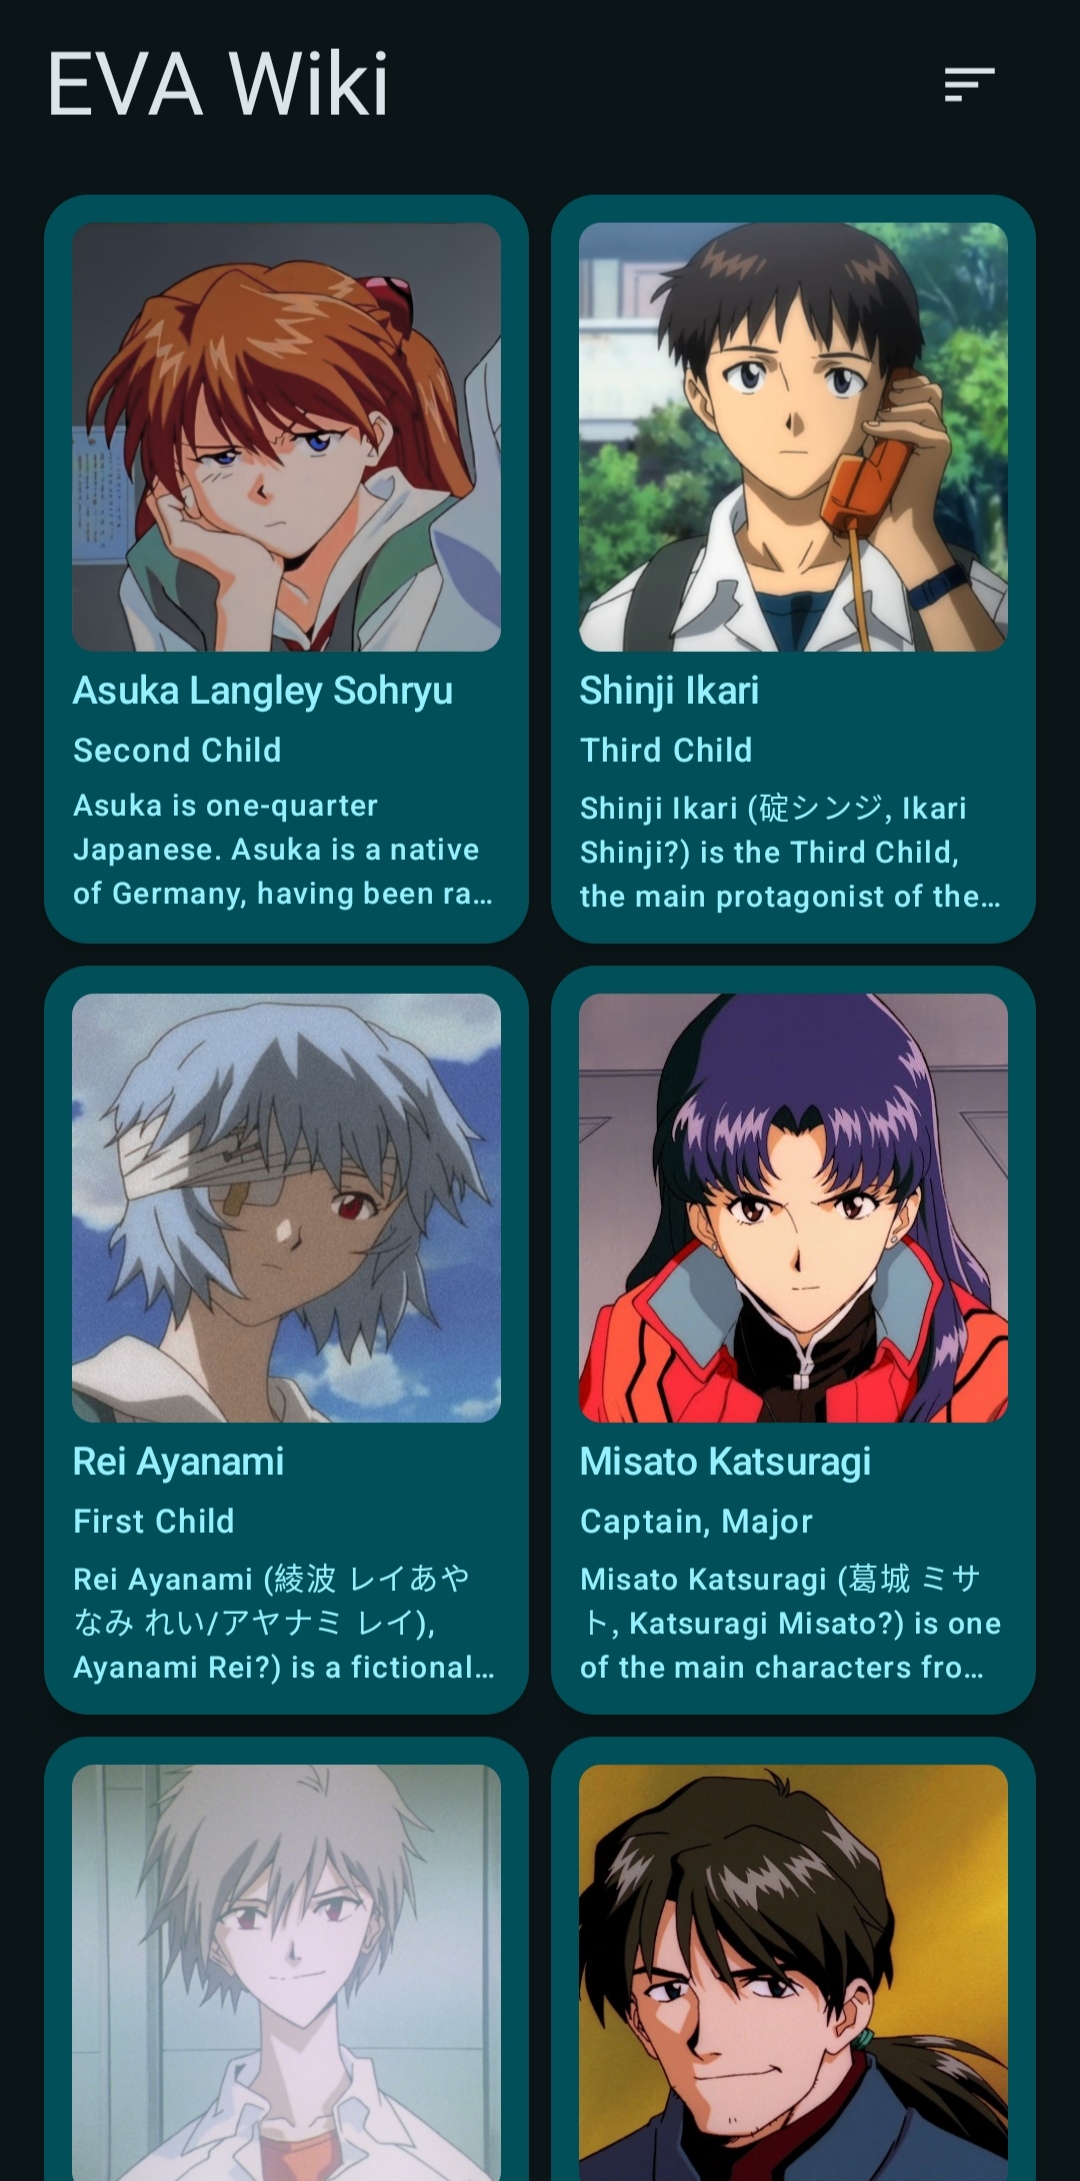 EVA Wiki
Asuka Langley Sohryu
Second Child
Asuka is one-quarter
Japanese. Asuka is a native
of Germany, having been ra…
Shinji Ikari
Third Child
Shinji Ikari (碇シンジ, Ikari
Shinji?) is the Third Child,
the main protagonist of the…
Rei Ayanami
First Child
Rei Ayanami (綾波 レイあや
なみ れい/アヤナミ レイ),
Ayanami Rei?) is a fictional…
Misato Katsuragi
Captain, Major
Misato Katsuragi (葛城 ミサ
ト, Katsuragi Misato?) is one
of the main characters fro…